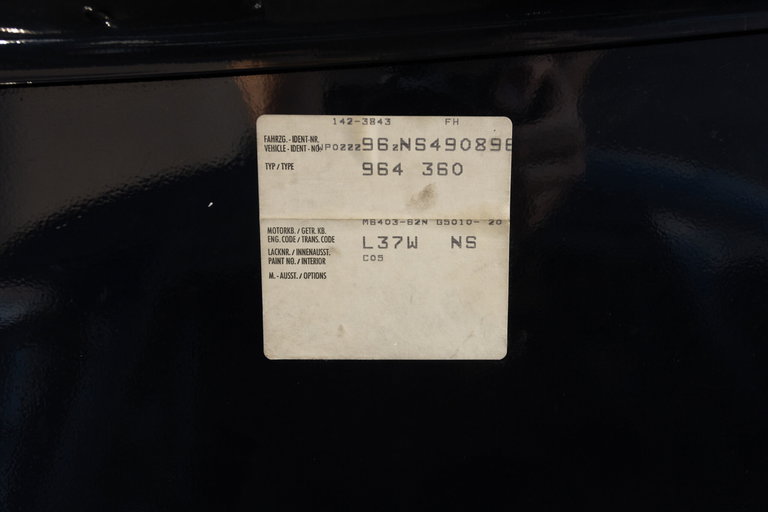 142-3843 FH
FAHRZG.-IDENT-NR.
VEHICLE-IDENT-NO. WP0ZZZ96ZNS490896
TYP / TYPE 964 360
M6403-62N G5010- 20
MOTORKB. / GETR. KB.
ENG. CODE / TRANS. CODE L37W NS
LACKNR. / INNENAUSST. C05
PAINT NO. / INTERIOR
M.-AUSST. / OPTIONS